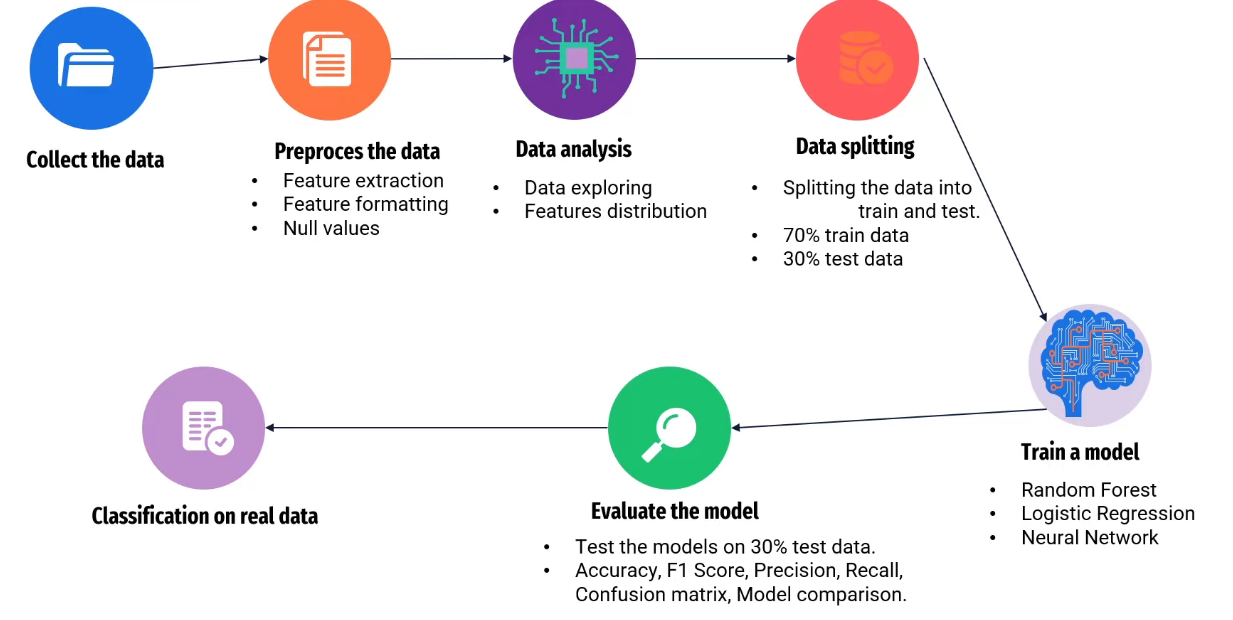 Collect the data
Preproces the data
• Feature extraction
• Feature formatting
• Null values
Data analysis
• Data exploring
• Features distribution
Data splitting
• Splitting the data into
train and test.
• 70% train data
• 30% test data
Train a model
• Random Forest
• Logistic Regression
• Neural Network
Evaluate the model
• Test the models on 30% test data.
• Accuracy, F1 Score, Precision, Recall,
Confusion matrix, Model comparison.
Classification on real data